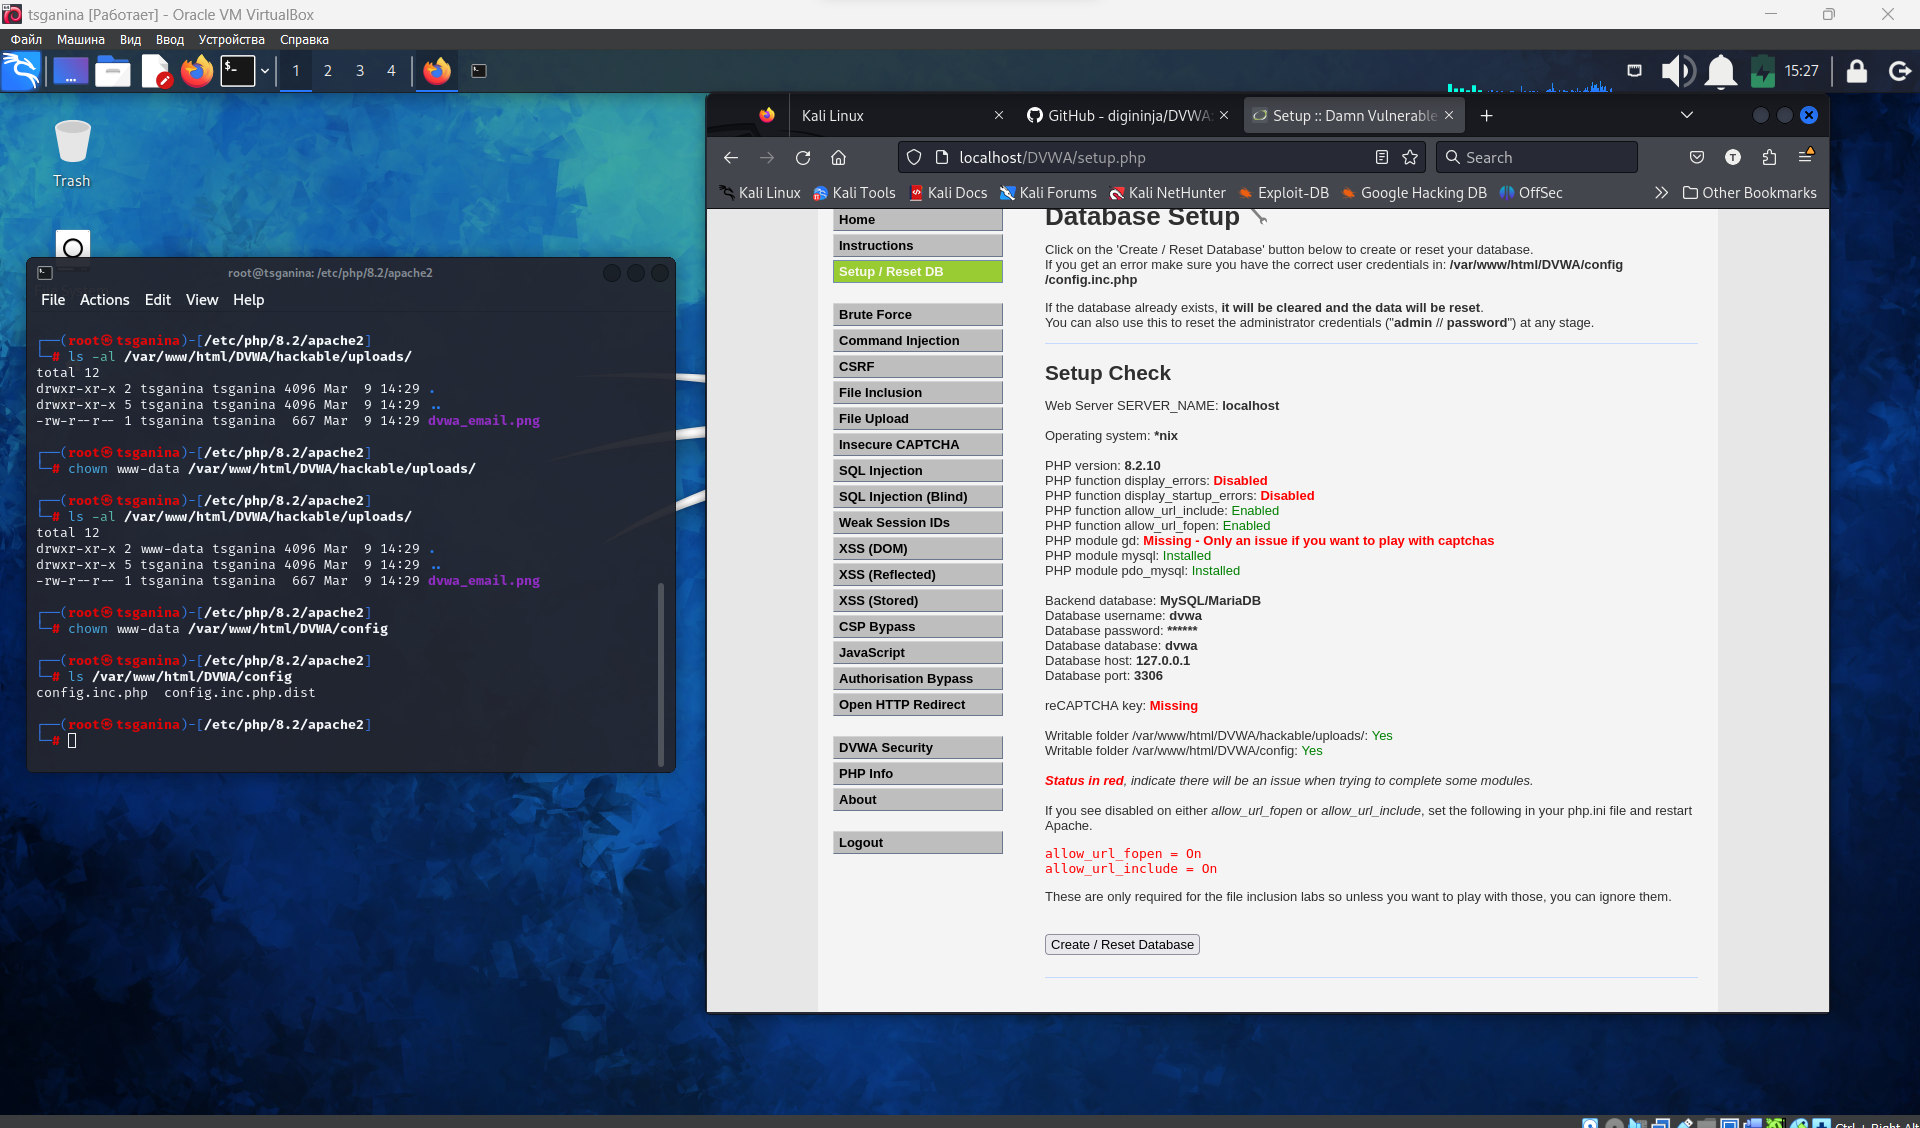 tsganina [Работает] - Oracle VM VirtualBox
Файл Машина Вид Ввод Устройства Справка
1 2 3 4
15:27
Trash
root@tsganina: /etc/php/8.2/apache2
File Actions Edit View Help
┌──(root㉿tsganina)-[/etc/php/8.2/apache2]
└─# ls -al /var/www/html/DVWA/hackable/uploads/
total 12
drwxr-xr-x 2 tsganina tsganina 4096 Mar  9 14:29 .
drwxr-xr-x 5 tsganina tsganina 4096 Mar  9 14:29 ..
-rw-r--r-- 1 tsganina tsganina  667 Mar  9 14:29 dvwa_email.png
┌──(root㉿tsganina)-[/etc/php/8.2/apache2]
└─# chown www-data /var/www/html/DVWA/hackable/uploads/
┌──(root㉿tsganina)-[/etc/php/8.2/apache2]
└─# ls -al /var/www/html/DVWA/hackable/uploads/
total 12
drwxr-xr-x 2 www-data tsganina 4096 Mar  9 14:29 .
drwxr-xr-x 5 tsganina tsganina 4096 Mar  9 14:29 ..
-rw-r--r-- 1 tsganina tsganina  667 Mar  9 14:29 dvwa_email.png
┌──(root㉿tsganina)-[/etc/php/8.2/apache2]
└─# chown www-data /var/www/html/DVWA/config
┌──(root㉿tsganina)-[/etc/php/8.2/apache2]
└─# ls /var/www/html/DVWA/config
config.inc.php  config.inc.php.dist
┌──(root㉿tsganina)-[/etc/php/8.2/apache2]
└─#
Kali Linux
GitHub - digininja/DVWA:
Setup :: Damn Vulnerable
localhost/DVWA/setup.php
Search
T
Kali Linux Kali Tools Kali Docs Kali Forums Kali NetHunter Exploit-DB Google Hacking DB OffSec Other Bookmarks
Home
Instructions
Setup / Reset DB
Brute Force
Command Injection
CSRF
File Inclusion
File Upload
Insecure CAPTCHA
SQL Injection
SQL Injection (Blind)
Weak Session IDs
XSS (DOM)
XSS (Reflected)
XSS (Stored)
CSP Bypass
JavaScript
Authorisation Bypass
Open HTTP Redirect
DVWA Security
PHP Info
About
Logout
Database Setup
Click on the 'Create / Reset Database' button below to create or reset your database.
If you get an error make sure you have the correct user credentials in: /var/www/html/DVWA/config
/config.inc.php
If the database already exists, it will be cleared and the data will be reset.
You can also use this to reset the administrator credentials ("admin // password") at any stage.
Setup Check
Web Server SERVER_NAME: localhost
Operating system: *nix
PHP version: 8.2.10
PHP function display_errors: Disabled
PHP function display_startup_errors: Disabled
PHP function allow_url_include: Enabled
PHP function allow_url_fopen: Enabled
PHP module gd: Missing - Only an issue if you want to play with captchas
PHP module mysql: Installed
PHP module pdo_mysql: Installed
Backend database: MySQL/MariaDB
Database username: dvwa
Database password: ******
Database database: dvwa
Database host: 127.0.0.1
Database port: 3306
reCAPTCHA key: Missing
Writable folder /var/www/html/DVWA/hackable/uploads/: Yes
Writable folder /var/www/html/DVWA/config: Yes
Status in red, indicate there will be an issue when trying to complete some modules.
If you see disabled on either allow_url_fopen or allow_url_include, set the following in your php.ini file and restart
Apache.
allow_url_fopen = On
allow_url_include = On
These are only required for the file inclusion labs so unless you want to play with those, you can ignore them.
Create / Reset Database
Ctrl + Right Alt